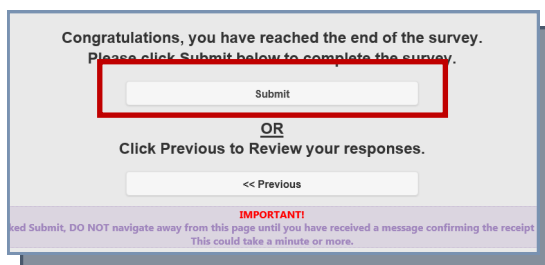 Congratulations, you have reached the end of the survey.
Please click Submit below to complete the survey.
Submit
OR
Click Previous to Review your responses.
<< Previous
IMPORTANT!
ked Submit, DO NOT navigate away from this page until you have received a message confirming the receipt
This could take a minute or more.